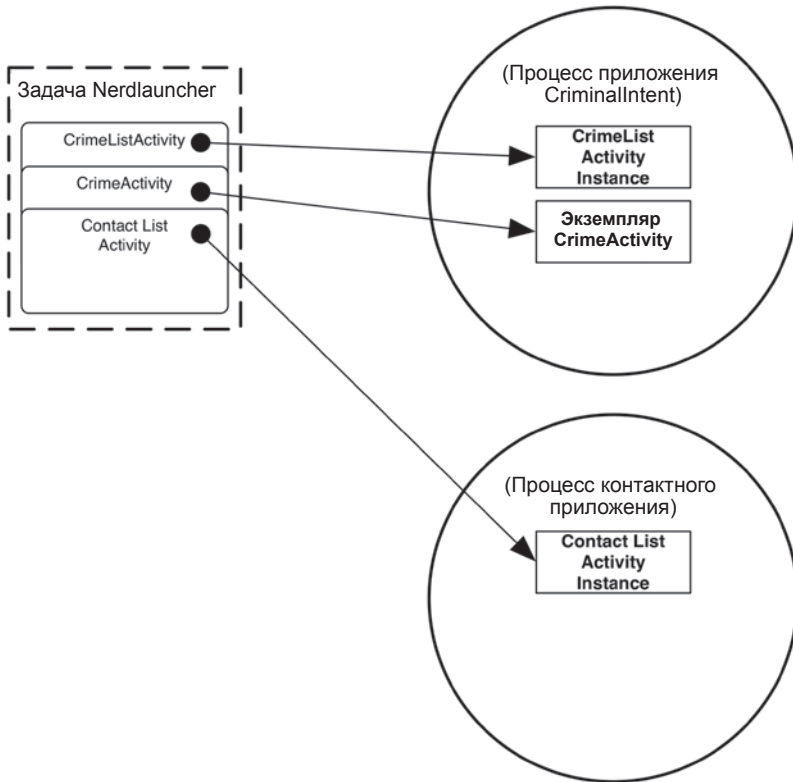 Задача Nerdlauncher
CrimeListActivity
CrimeActivity
Contact List
Activity
(Процесс приложения
CriminalIntent)
CrimeList
Activity
Instance
Экземпляр
CrimeActivity
(Процесс контактного
приложения)
Contact List
Activity
Instance